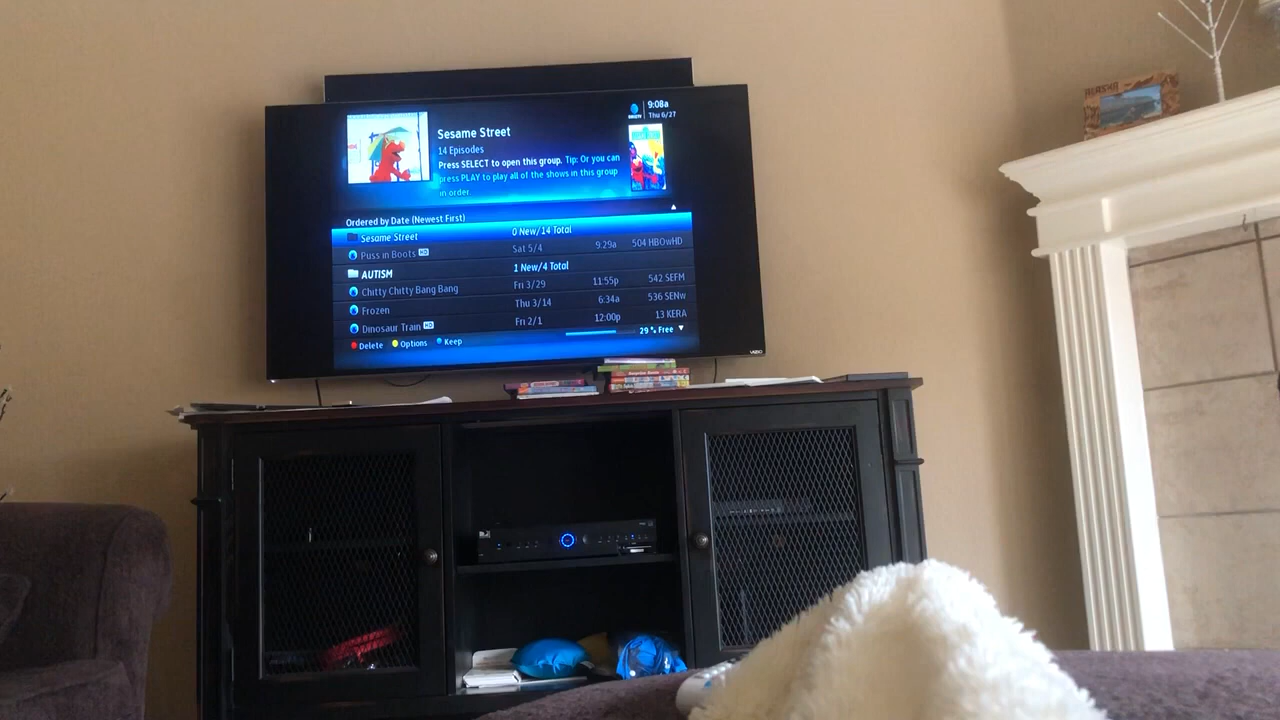 ALASKA
9:08a
DIRECTV
Thu 6/27
Sesame Street
14 Episodes
Press SELECT to open this group. Tip: Or you can
press PLAY to play all of the shows in this group
in order.
Ordered by Date (Newest First)
Sesame Street 0 New/14 Total
Puss in Boots HD Sat 5/4 9:29a 504 HBOwHD
AUTISM 1 New/4 Total
Chitty Chitty Bang Bang Fri 3/29 11:55p 542 SEFM
Frozen Thu 3/14 6:34a 536 SENw
Dinosaur Train HD Fri 2/1 12:00p 13 KERA
29 % Free
Delete Options Keep
VIZIO